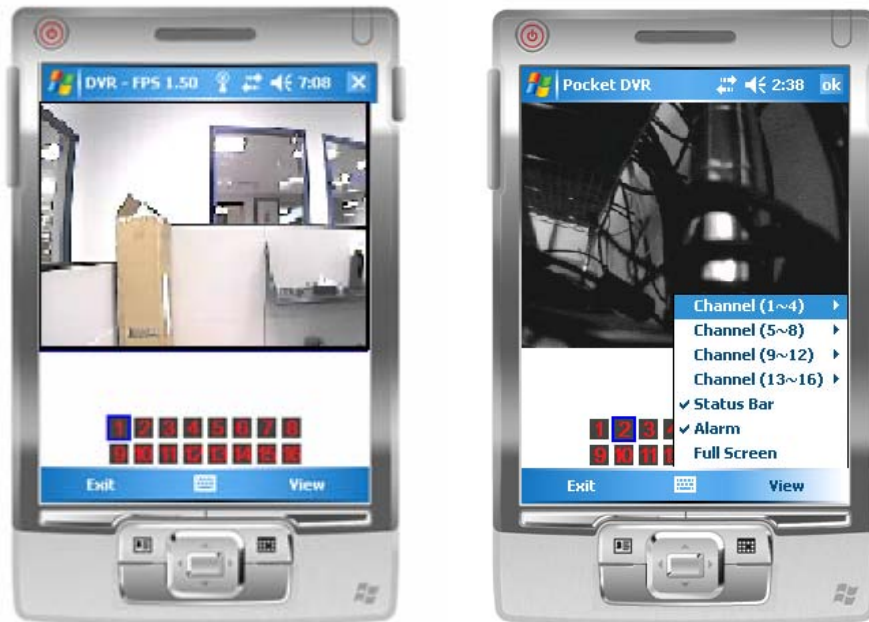 DVR - FPS 1.50 7:08
1 2 3 4 5 6 7 8
9 10 11 12 13 14 15 16
Exit View
Pocket DVR 2:38 ok
Channel (1~4)
Channel (5~8)
Channel (9~12)
Channel (13~16)
Status Bar
Alarm
Full Screen
1 2 3
9 10 11
Exit View